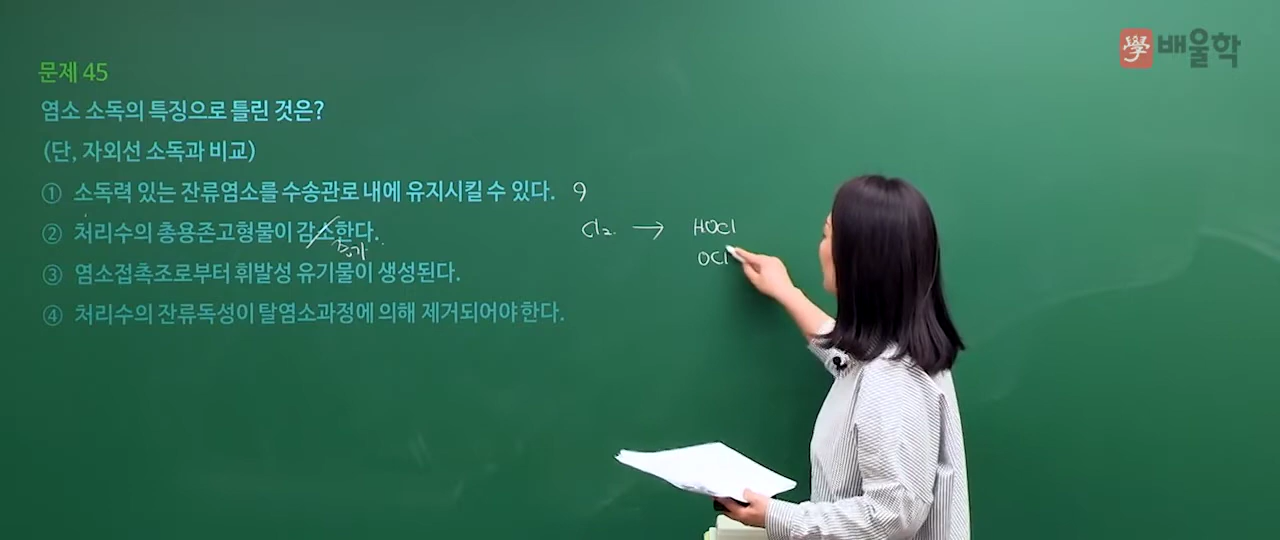 學 배울학
문제 45
염소 소독의 특징으로 틀린 것은?
(단, 자외선 소독과 비교)
① 소독력 있는 잔류염소를 수송관로 내에 유지시킬 수 있다.
② 처리수의 총용존고형물이 감소한다.
증가
③ 염소접촉조로부터 휘발성 유기물이 생성된다.
④ 처리수의 잔류독성이 탈염소과정에 의해 제거되어야 한다.
Cl₂ → HOCl
OCl